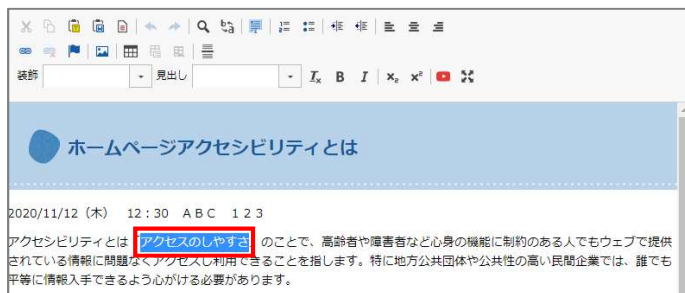 装飾 見出し
ホームページアクセシビリティとは
2020/11/12（木） 12：30 ＡＢＣ １２３
アクセシビリティとは「アクセスのしやすさ」のことで、高齢者や障害者など心身の機能に制約のある人でもウェブで提供
されている情報に問題なくアクセスし利用できることを指します。特に地方公共団体や公共性の高い民間企業では、誰でも
平等に情報入手できるよう心がける必要があります。